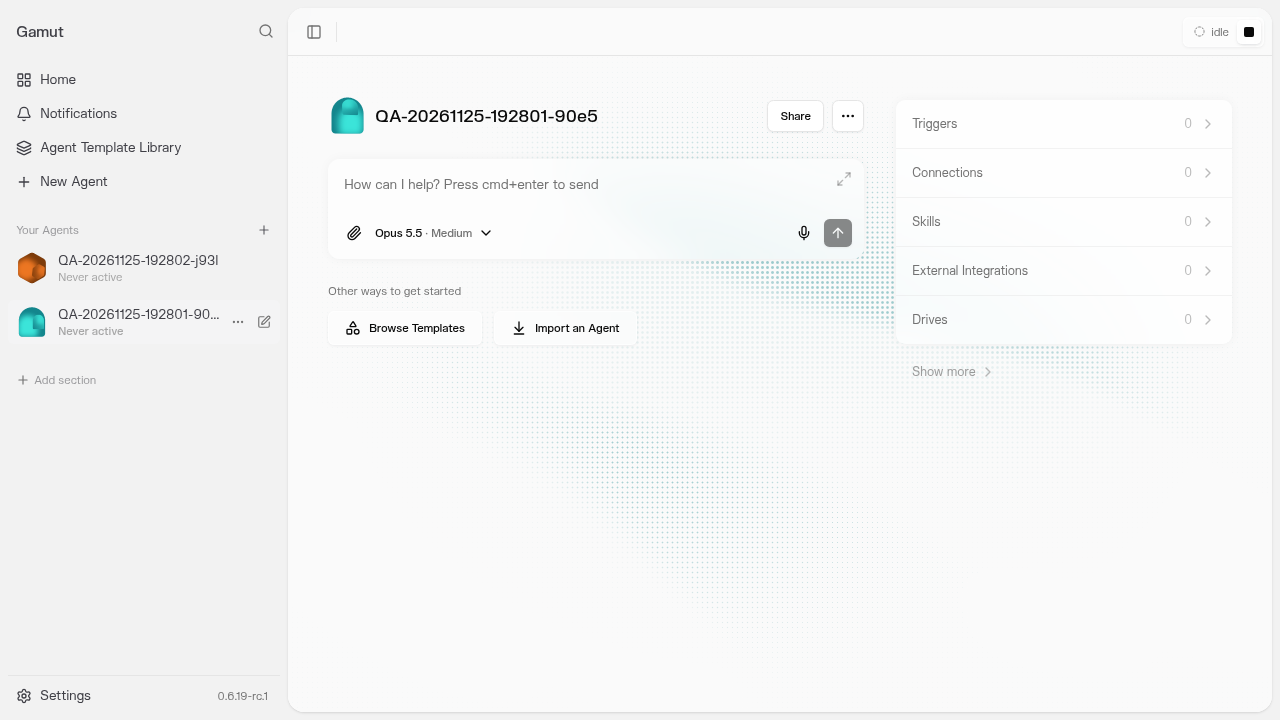 Gamut
Home
Notifications
Agent Template Library
New Agent
Your Agents
QA-20261125-192802-j93l
Never active
QA-20261125-192801-90...
Never active
Add section
Settings
0.6.19-rc.1
idle
QA-20261125-192801-90e5
Share
How can I help? Press cmd+enter to send
Opus 5.5 · Medium
Other ways to get started
Browse Templates
Import an Agent
Triggers 0
Connections 0
Skills 0
External Integrations 0
Drives 0
Show more